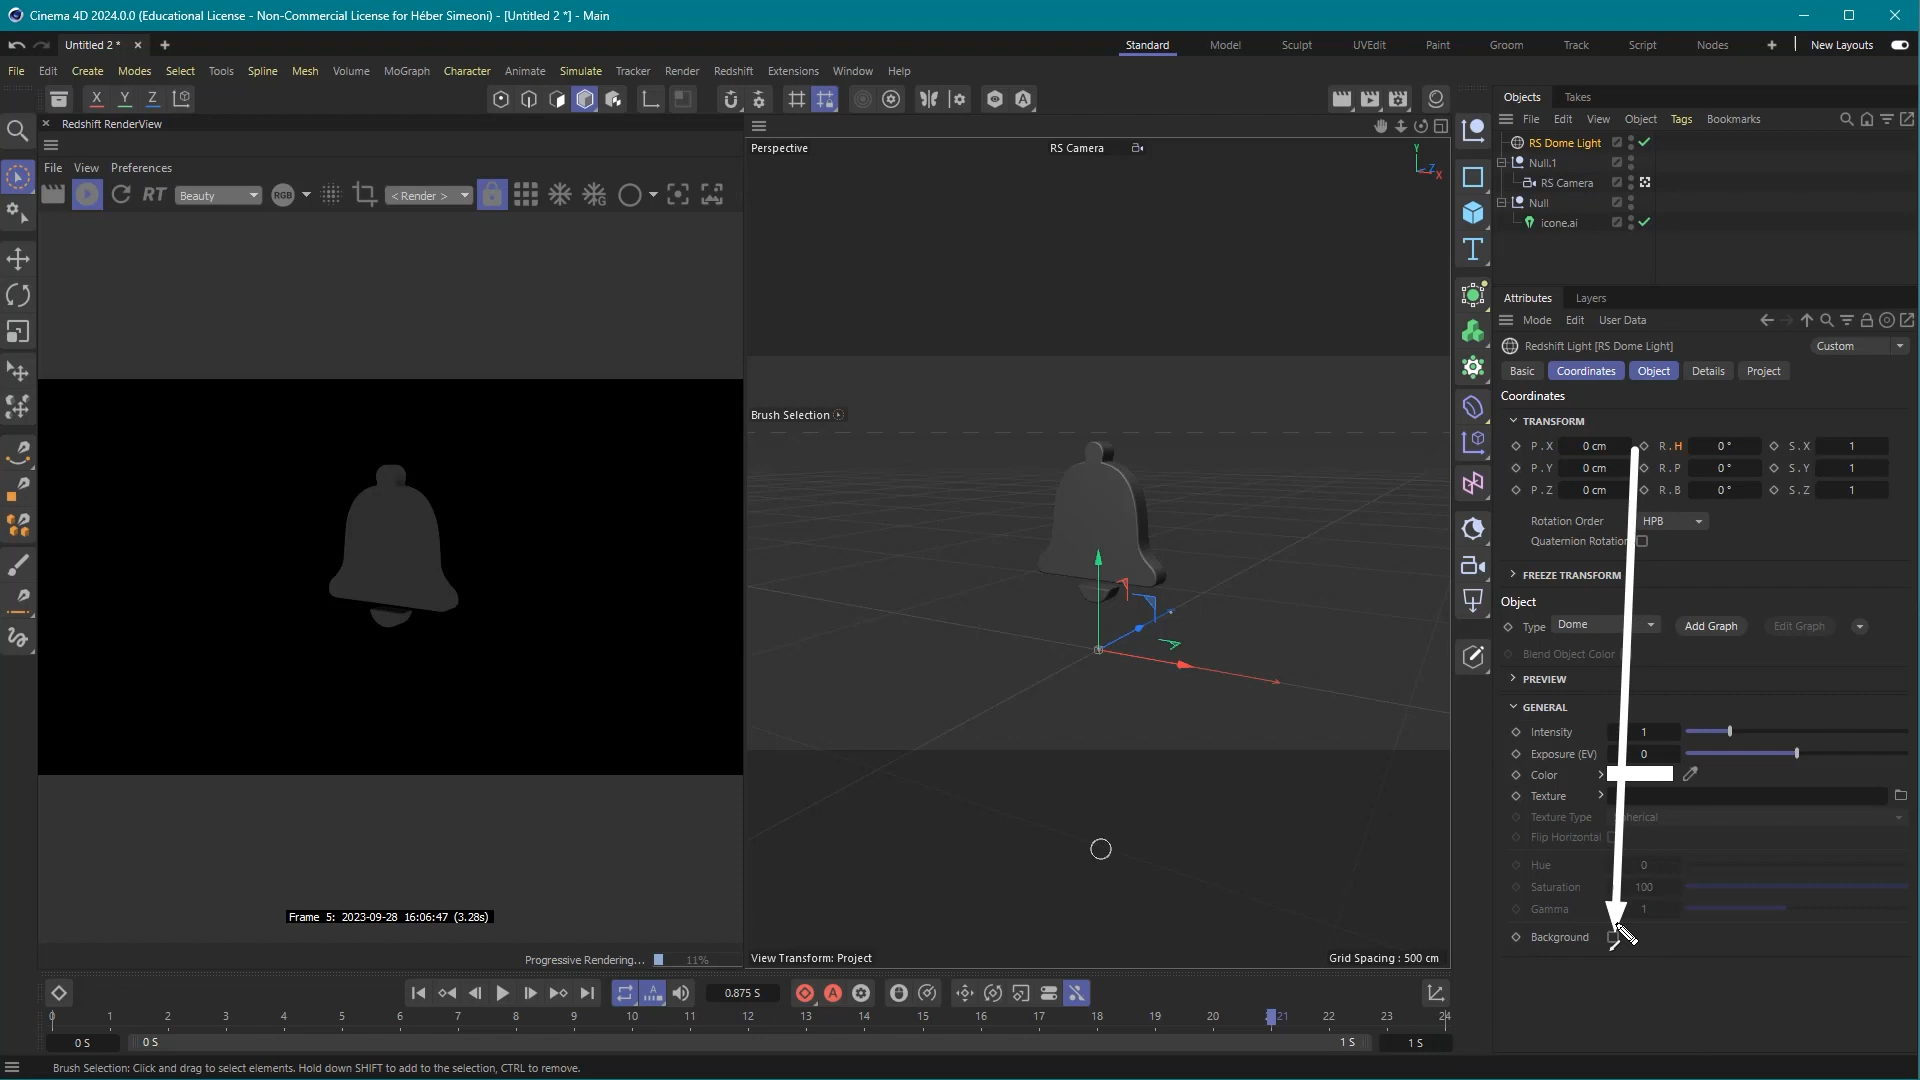 Cinema 4D 2024.0.0 (Educational License - Non-Commercial License for Héber Simeoni) - [Untitled 2 *] - Main
Untitled 2 *
Standard Model Sculpt UVEdit Paint Groom Track Script Nodes New Layouts
File Edit Create Modes Select Tools Spline Mesh Volume MoGraph Character Animate Simulate Tracker Render Redshift Extensions Window Help
X Y Z
Redshift RenderView
File View Preferences
RT Beauty RGB < Render >
Frame 5: 2023-09-28 16:06:47 (3.28s)
Progressive Rendering... 11%
Perspective
RS Camera
Y
Z
X
Brush Selection
View Transform: Project
Grid Spacing : 500 cm
Objects Takes
File Edit View Object Tags Bookmarks
RS Dome Light
Null.1
RS Camera
Null
icone.ai
Attributes Layers
Mode Edit User Data
Redshift Light [RS Dome Light]
Custom
Basic Coordinates Object Details Project
Coordinates
TRANSFORM
P . X 0 cm R . H 0 ° S . X 1
P . Y 0 cm R . P 0 ° S . Y 1
P . Z 0 cm R . B 0 ° S . Z 1
Rotation Order HPB
Quaternion Rotation
FREEZE TRANSFORM
Object
Type Dome Add Graph Edit Graph
Blend Object Color
PREVIEW
GENERAL
Intensity 1
Exposure (EV) 0
Color
Texture
Texture Type
Flip Horizontal
Hue 0
Saturation 100
Gamma 1
Background
0.875 S
0 1 2 3 4 5 6 7 8 9 10 11 12 13 14 15 16 17 18 19 20 21 22 23 24
0 S 0 S 1 S 1 S
Brush Selection: Click and drag to select elements. Hold down SHIFT to add to the selection, CTRL to remove.